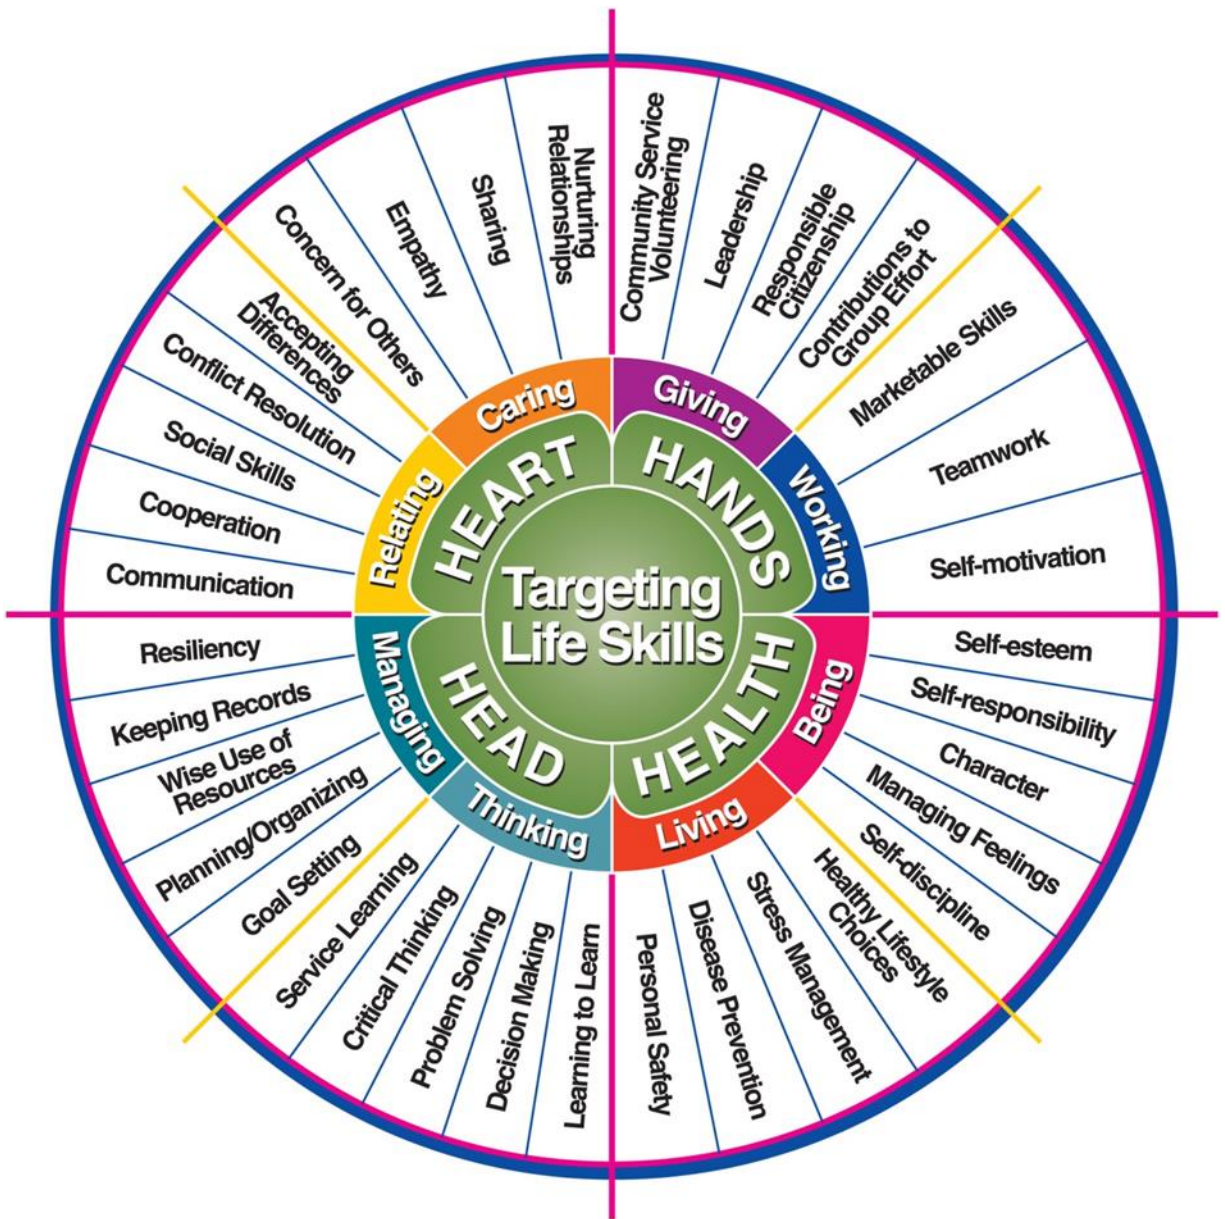 Targeting
Life Skills
HEART
HANDS
HEALTH
HEAD
Caring
Giving
Working
Being
Living
Thinking
Managing
Relating
Community Service
Volunteering
Leadership
Responsible
Citizenship
Contributions to
Group Effort
Marketable Skills
Teamwork
Self-motivation
Self-esteem
Self-responsibility
Character
Managing Feelings
Self-discipline
Healthy Lifestyle
Choices
Stress Management
Disease Prevention
Personal Safety
Learning to Learn
Decision Making
Problem Solving
Critical Thinking
Service Learning
Goal Setting
Planning/Organizing
Wise Use of
Resources
Keeping Records
Resiliency
Communication
Cooperation
Social Skills
Conflict Resolution
Accepting
Differences
Concern for Others
Empathy
Sharing
Nurturing
Relationships